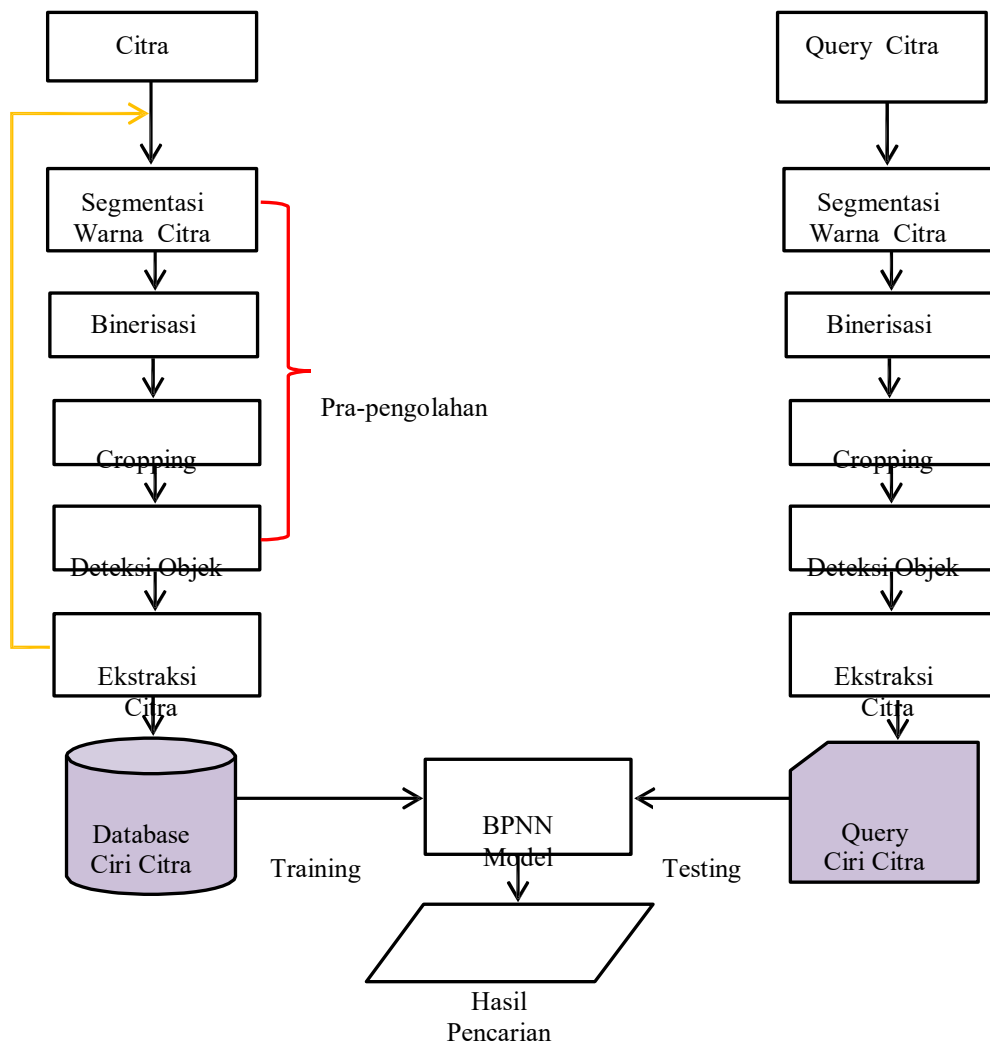 Citra
Segmentasi
Warna Citra
Binerisasi
Cropping
Deteksi Objek
Ekstraksi
Citra
Database
Ciri Citra
Pra-pengolahan
Training
BPNN
Model
Hasil
Pencarian
Testing
Query Citra
Segmentasi
Warna Citra
Binerisasi
Cropping
Deteksi Objek
Ekstraksi
Citra
Query
Ciri Citra